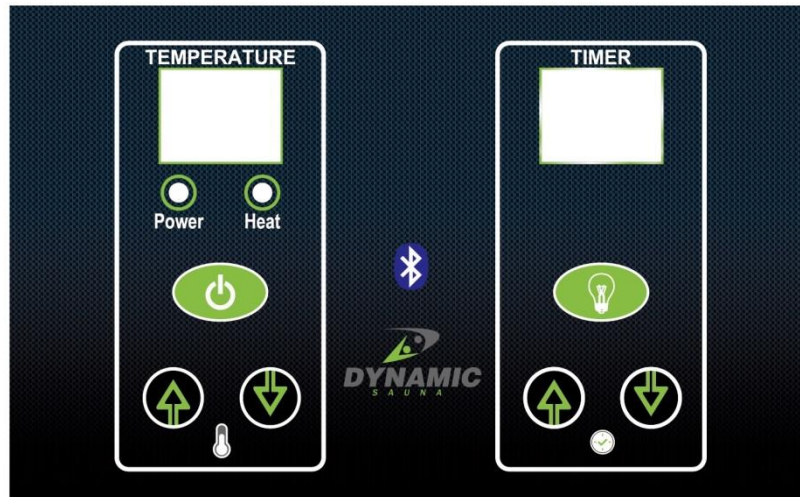 TEMPERATURE
TIMER
Power
Heat
DYNAMIC
SAUNA